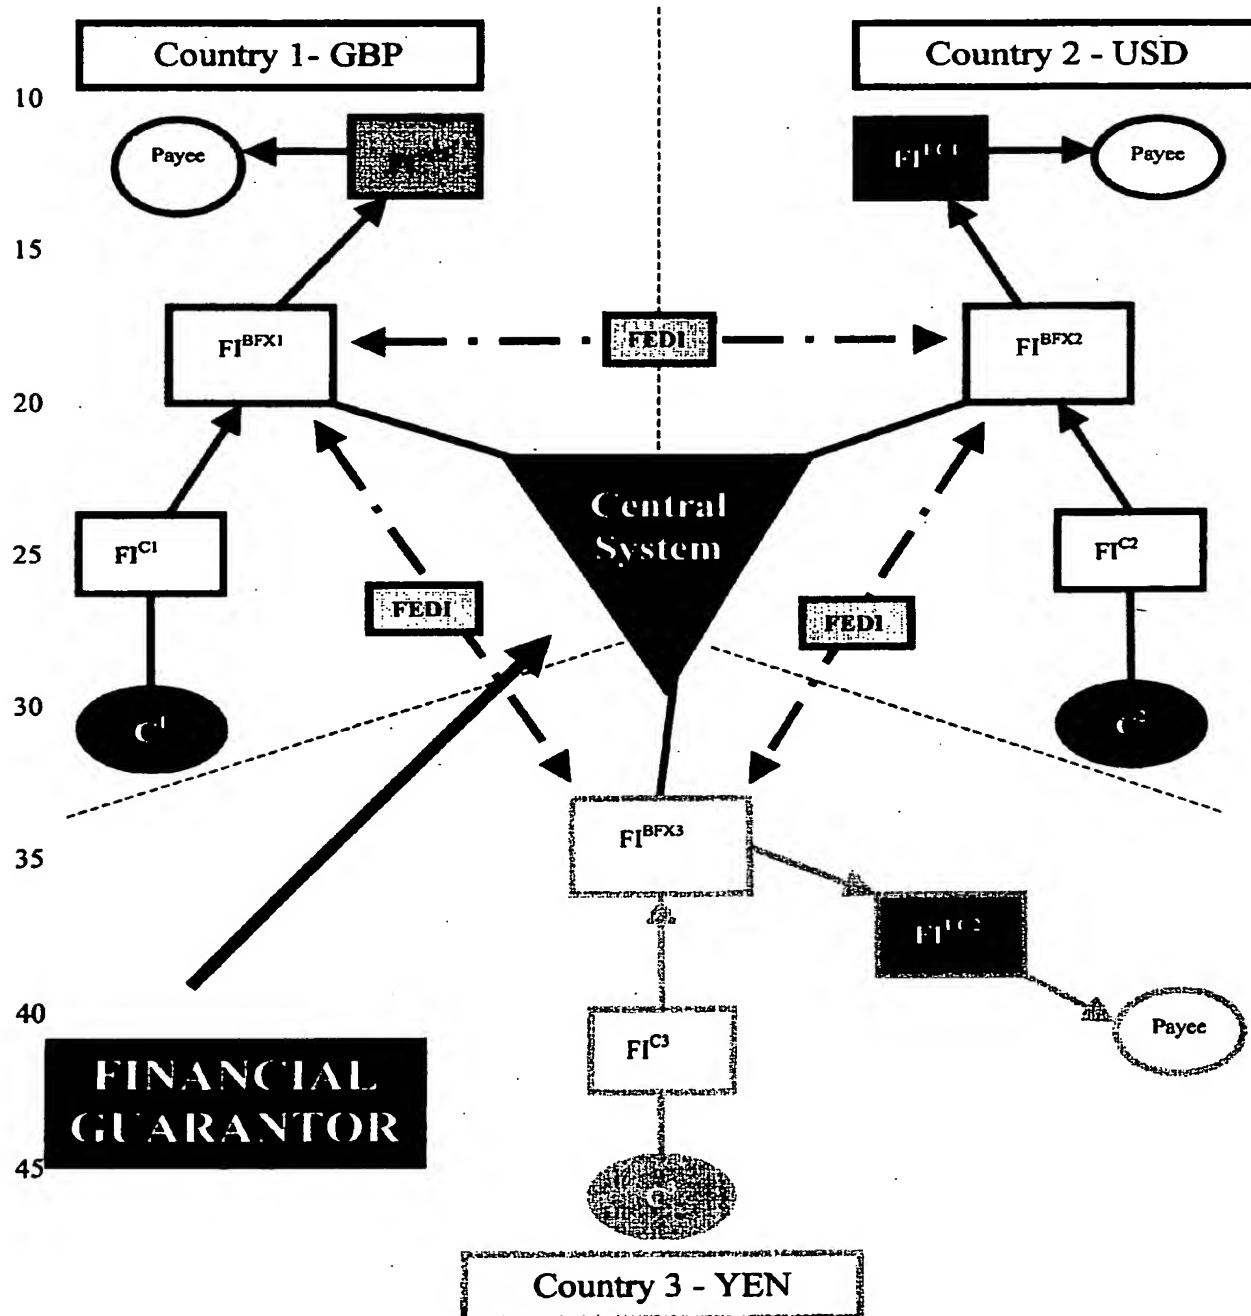 Country 1- GBP
Country 2 - USD
10
Payee
Payee
15
FI^BFX1
FEDI
FI^BFX2
20
Central
System
25
FI^C1
FI^C2
FEDI
FEDI
30
C^1
C^2
35
FI^BFX3
40
FI^C3
Payee
FINANCIAL
GUARANTOR
45
Country 3 - YEN